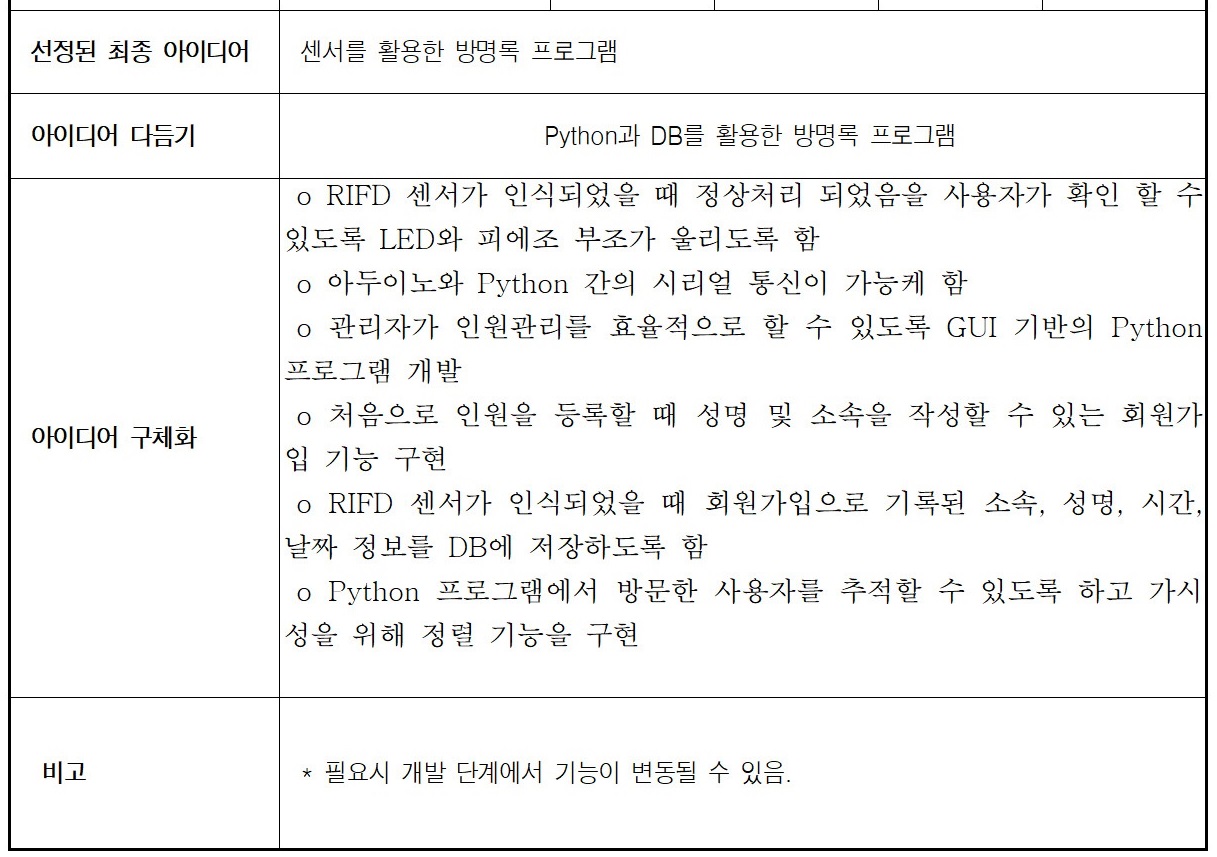 선정된 최종 아이디어
센서를 활용한 방명록 프로그램
아이디어 다듬기
Python과 DB를 활용한 방명록 프로그램
아이디어 구체화
o RIFD 센서가 인식되었을 때 정상처리 되었음을 사용자가 확인 할 수
있도록 LED와 피에조 부조가 울리도록 함
o 아두이노와 Python 간의 시리얼 통신이 가능케 함
o 관리자가 인원관리를 효율적으로 할 수 있도록 GUI 기반의 Python
프로그램 개발
o 처음으로 인원을 등록할 때 성명 및 소속을 작성할 수 있는 회원가
입 기능 구현
o RIFD 센서가 인식되었을 때 회원가입으로 기록된 소속, 성명, 시간,
날짜 정보를 DB에 저장하도록 함
o Python 프로그램에서 방문한 사용자를 추적할 수 있도록 하고 가시
성을 위해 정렬 기능을 구현
비고
* 필요시 개발 단계에서 기능이 변동될 수 있음.